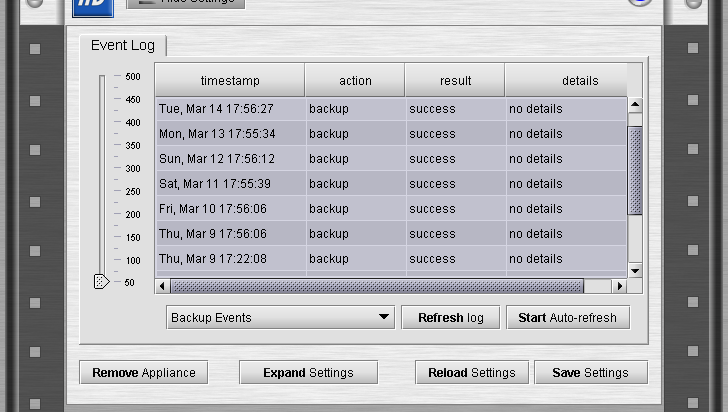 Hide Settings
Event Log
500
450
400
350
300
250
200
150
100
50
timestamp action result details
Tue, Mar 14 17:56:27 backup success no details
Mon, Mar 13 17:55:34 backup success no details
Sun, Mar 12 17:56:12 backup success no details
Sat, Mar 11 17:55:39 backup success no details
Fri, Mar 10 17:56:06 backup success no details
Thu, Mar 9 17:56:06 backup success no details
Thu, Mar 9 17:22:08 backup success no details
Backup Events Refresh log Start Auto-refresh
Remove Appliance Expand Settings Reload Settings Save Settings